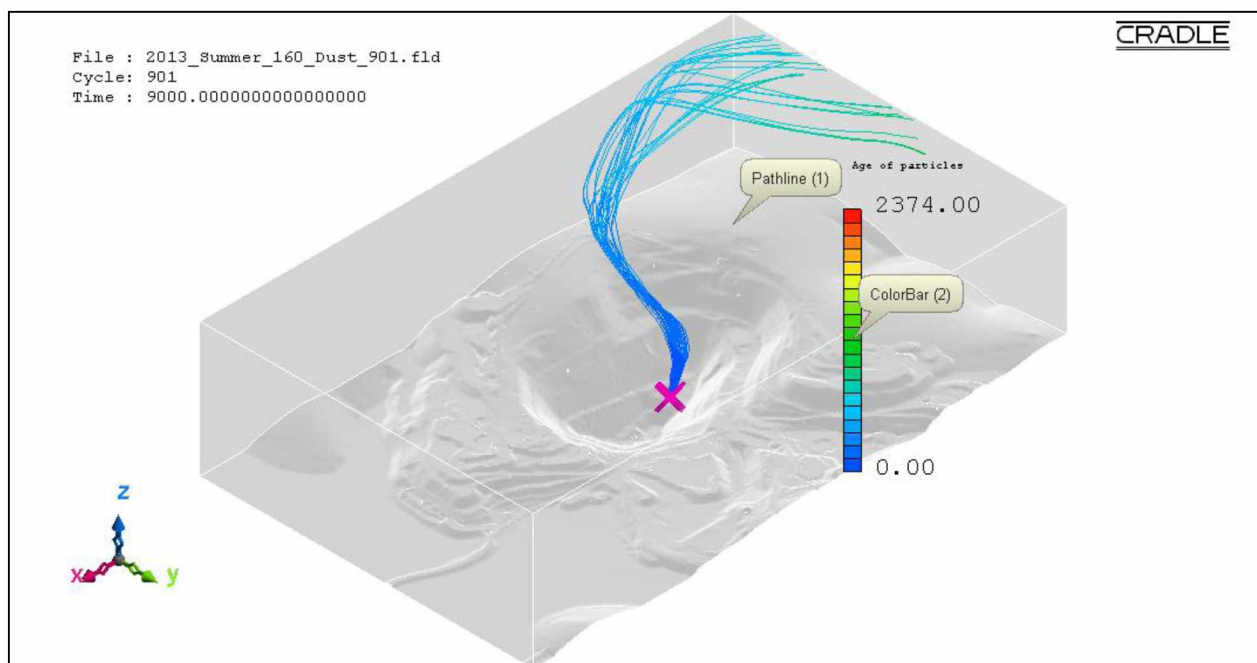 File : 2013_Summer_160_Dust_901.fld
Cycle: 901
Time : 9000.0000000000000000
CRADLE
Pathline (1)
Age of particles
2374.00
ColorBar (2)
0.00
z
x
y